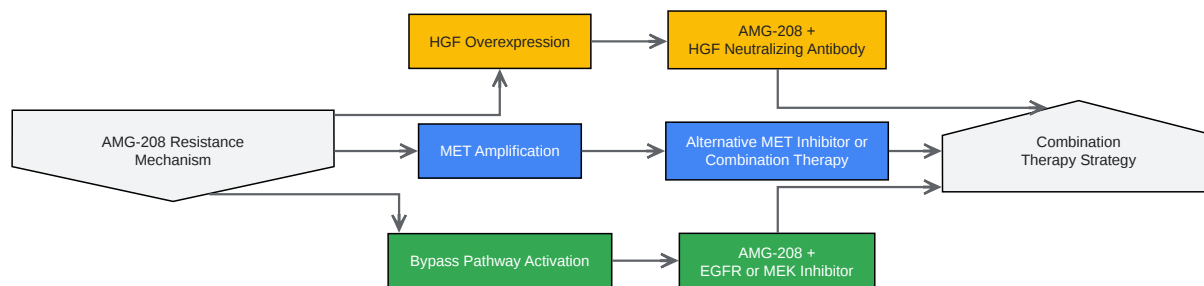 HGF Overexpression
AMG-208 +
HGF Neutralizing Antibody
AMG-208 Resistance
Mechanism
MET Amplification
Alternative MET Inhibitor or
Combination Therapy
Combination
Therapy Strategy
Bypass Pathway Activation
AMG-208 +
EGFR or MEK Inhibitor